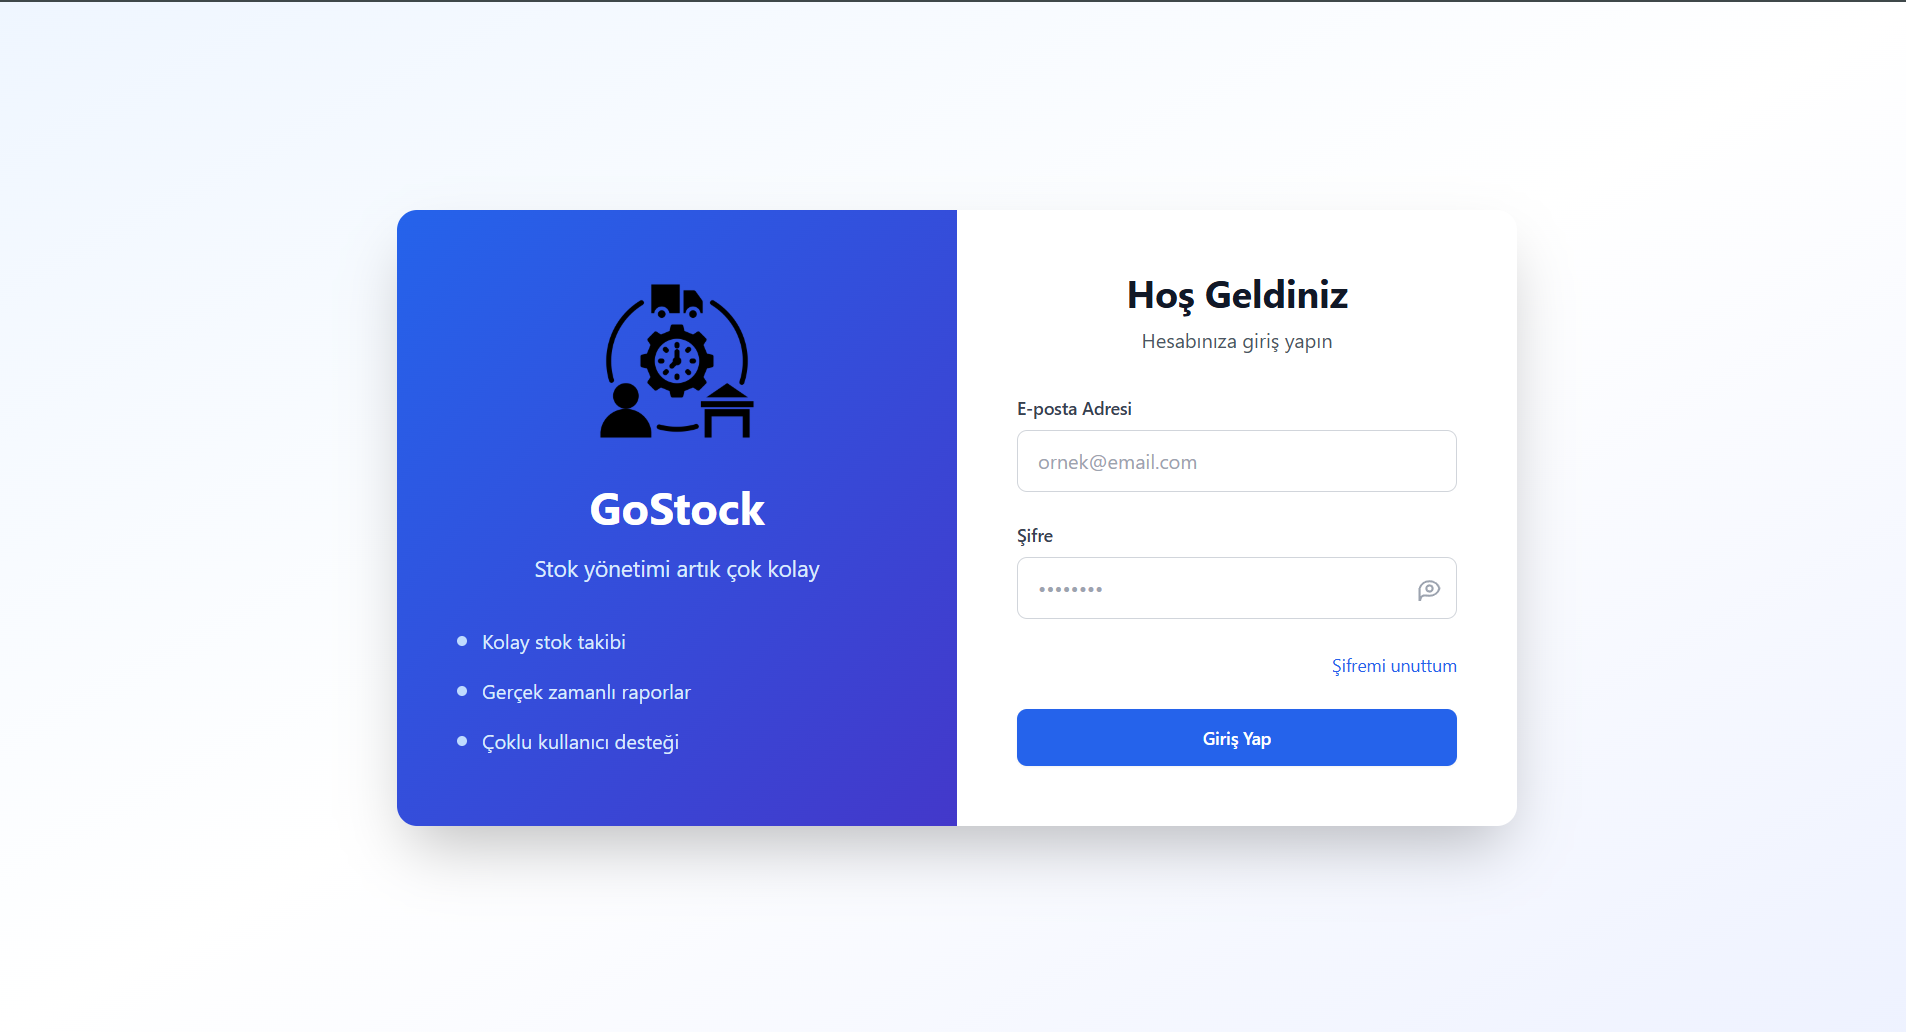 GoStock
Stok yönetimi artık çok kolay
Kolay stok takibi
Gerçek zamanlı raporlar
Çoklu kullanıcı desteği
Hoş Geldiniz
Hesabınıza giriş yapın
E-posta Adresi
ornek@email.com
Şifre
••••••••
Şifremi unuttum
Giriş Yap